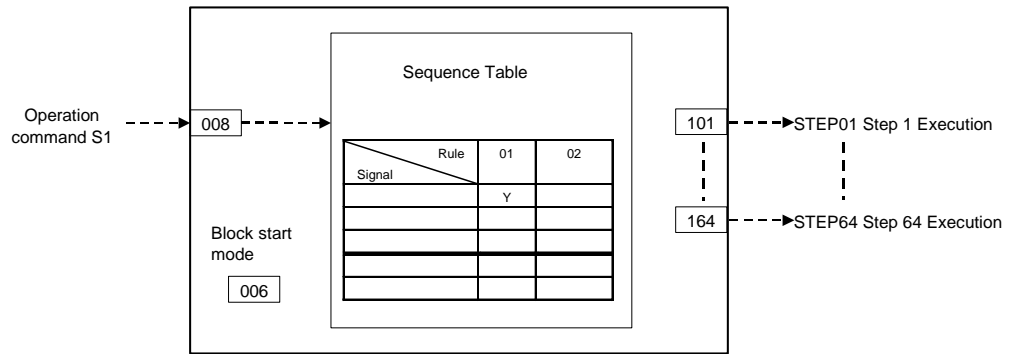 Sequence Table
Operation
command S1
008
101
STEP01 Step 1 Execution
Rule
01
02
Signal
Y
164
STEP64 Step 64 Execution
Block start
mode
006